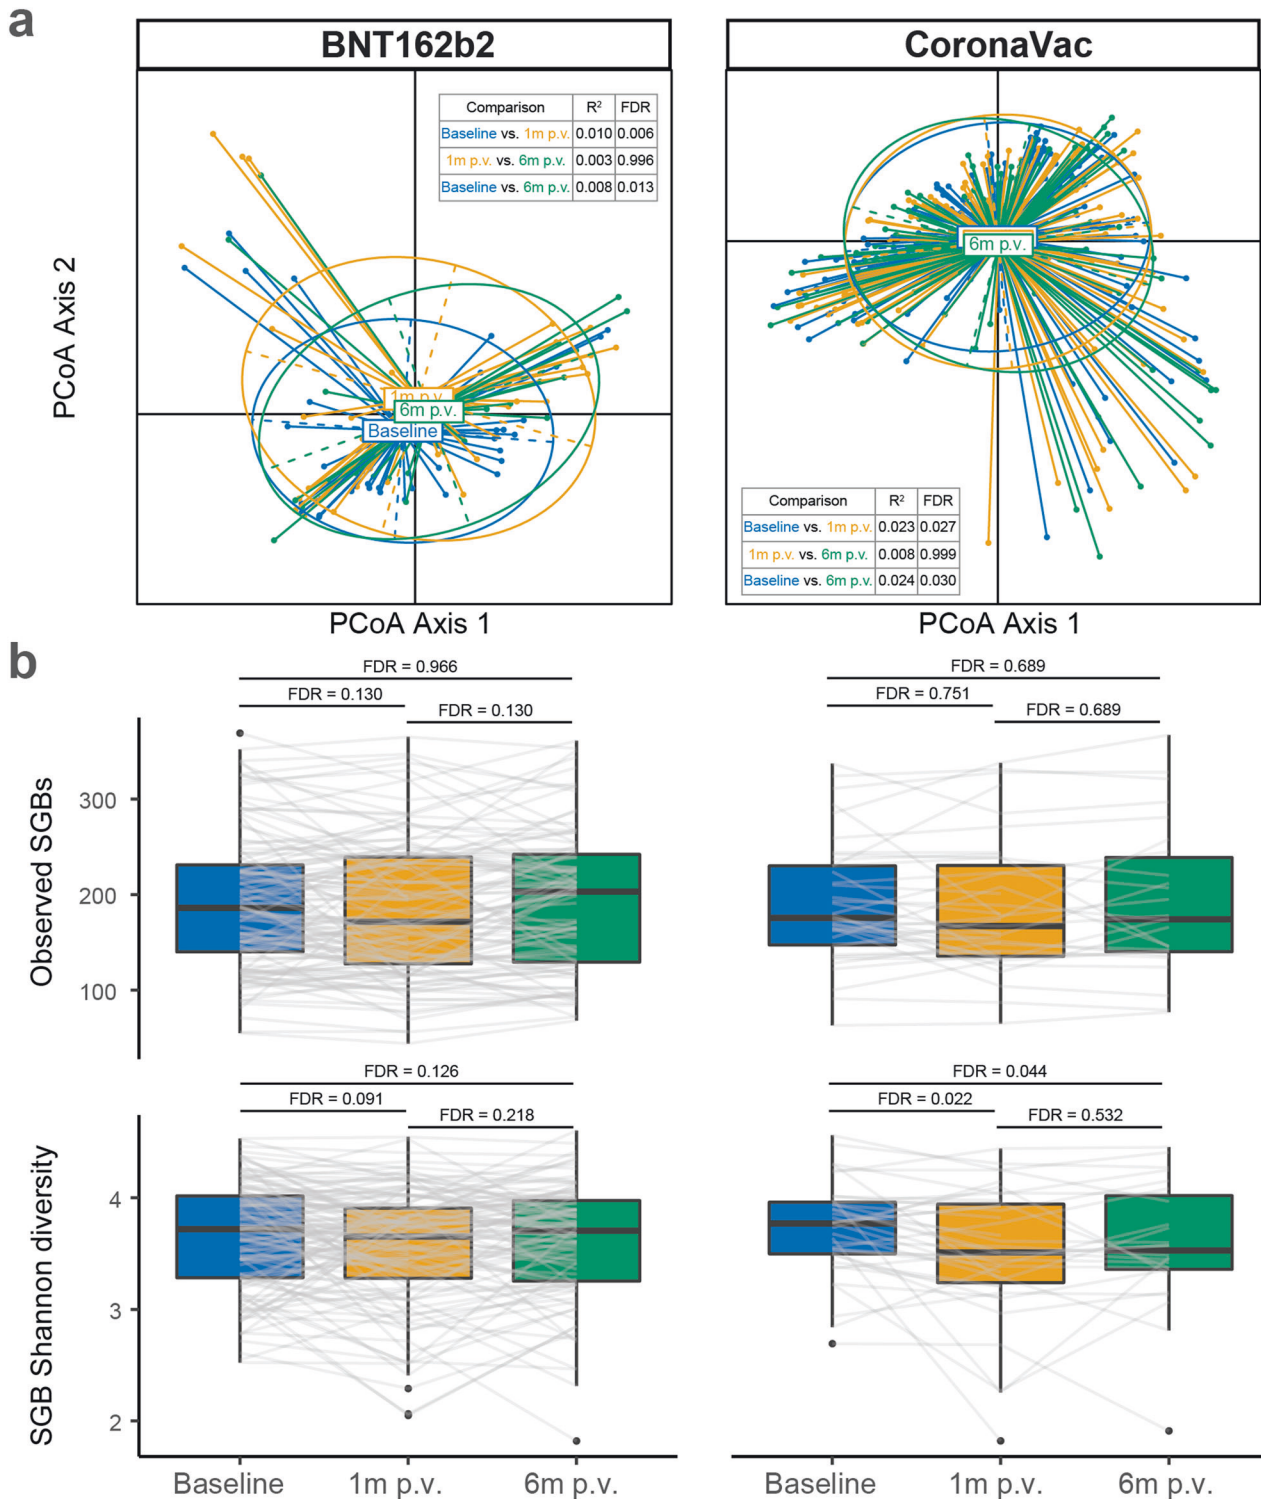 a
BNT162b2
CoronaVac
Comparison R² FDR
Baseline vs. 1m p.v. 0.010 0.006
1m p.v. vs. 6m p.v. 0.003 0.996
Baseline vs. 6m p.v. 0.008 0.013
1m p.v.
6m p.v.
Baseline
6m p.v.
Comparison R² FDR
Baseline vs. 1m p.v. 0.023 0.027
1m p.v. vs. 6m p.v. 0.008 0.999
Baseline vs. 6m p.v. 0.024 0.030
PCoA Axis 2
PCoA Axis 1
PCoA Axis 1
b
FDR = 0.966
FDR = 0.130
FDR = 0.130
FDR = 0.689
FDR = 0.751
FDR = 0.689
Observed SGBs
300
200
100
FDR = 0.126
FDR = 0.091
FDR = 0.218
FDR = 0.044
FDR = 0.022
FDR = 0.532
SGB Shannon diversity
4
3
2
Baseline 1m p.v. 6m p.v.
Baseline 1m p.v. 6m p.v.